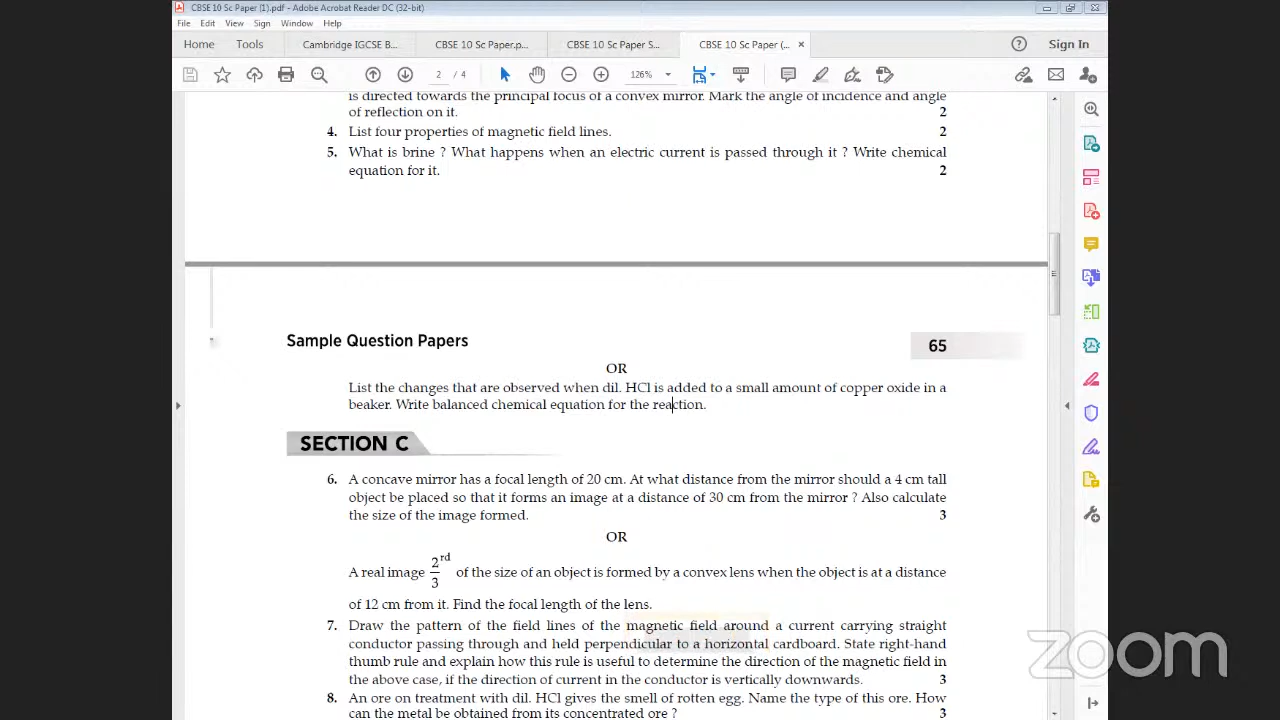 CBSE 10 Sc Paper (1).pdf - Adobe Acrobat Reader DC (32-bit)
File Edit View Sign Window Help
Home Tools Cambridge IGCSE B... CBSE 10 Sc Paper.p... CBSE 10 Sc Paper S... CBSE 10 Sc Paper (... × Sign In
2 / 4 126%
is directed towards the principal focus of a convex mirror. Mark the angle of incidence and angle
of reflection on it. 2
4. List four properties of magnetic field lines. 2
5. What is brine ? What happens when an electric current is passed through it ? Write chemical
equation for it. 2
Sample Question Papers 65
OR
List the changes that are observed when dil. HCl is added to a small amount of copper oxide in a
beaker. Write balanced chemical equation for the reaction.
SECTION C
6. A concave mirror has a focal length of 20 cm. At what distance from the mirror should a 4 cm tall
object be placed so that it forms an image at a distance of 30 cm from the mirror ? Also calculate
the size of the image formed. 3
OR
A real image 2/3 rd of the size of an object is formed by a convex lens when the object is at a distance
of 12 cm from it. Find the focal length of the lens.
7. Draw the pattern of the field lines of the magnetic field around a current carrying straight
conductor passing through and held perpendicular to a horizontal cardboard. State right-hand
thumb rule and explain how this rule is useful to determine the direction of the magnetic field in
the above case, if the direction of current in the conductor is vertically downwards. 3
8. An ore on treatment with dil. HCl gives the smell of rotten egg. Name the type of this ore. How
can the metal be obtained from its concentrated ore ? 3
zoom